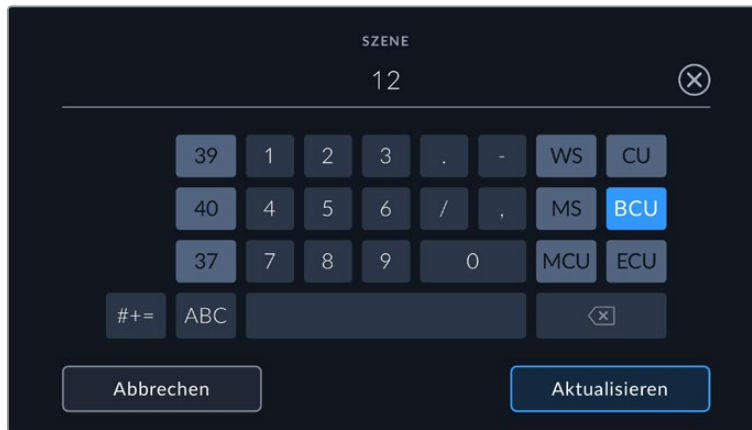 SZENE
12
39 1 2 3 . - WS CU
40 4 5 6 / , MS BCU
37 7 8 9 0 MCU ECU
#+= ABC
Abbrechen Aktualisieren